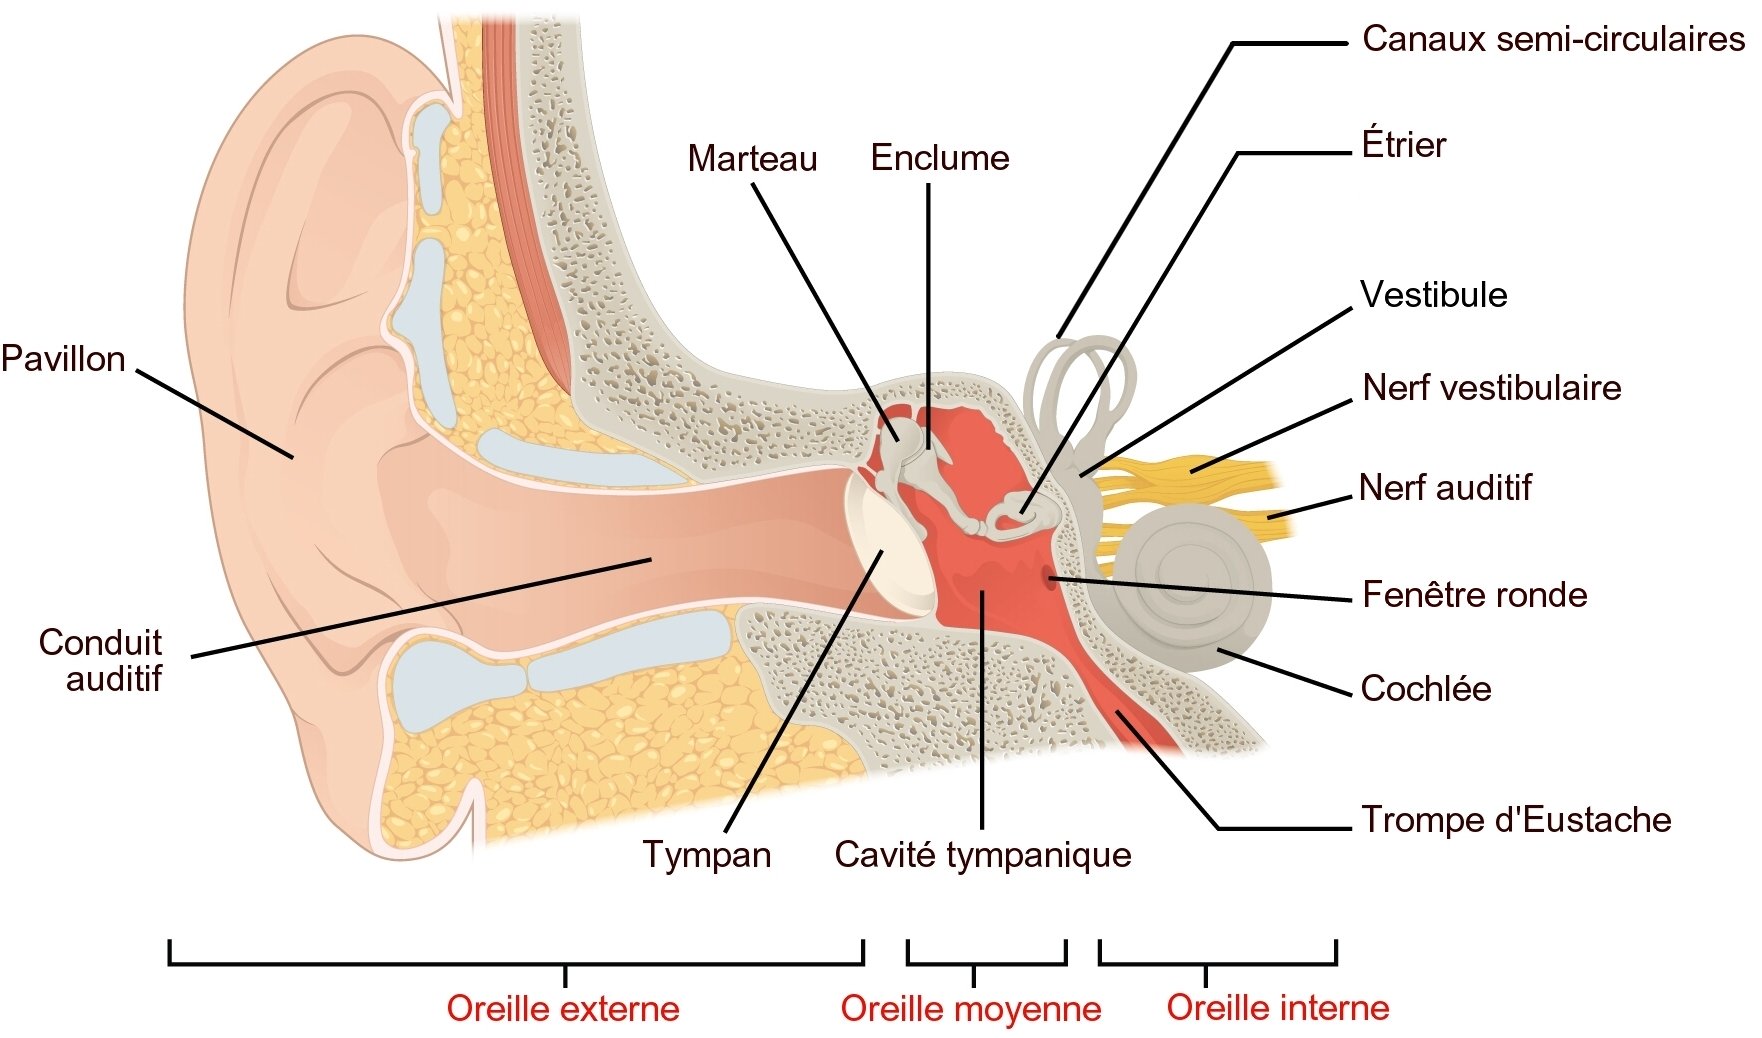 Canaux semi-circulaires
Étrier
Marteau
Enclume
Vestibule
Pavillon
Nerf vestibulaire
Nerf auditif
Fenêtre ronde
Conduit
auditif
Cochlée
Trompe d'Eustache
Tympan
Cavité tympanique
Oreille externe
Oreille moyenne
Oreille interne